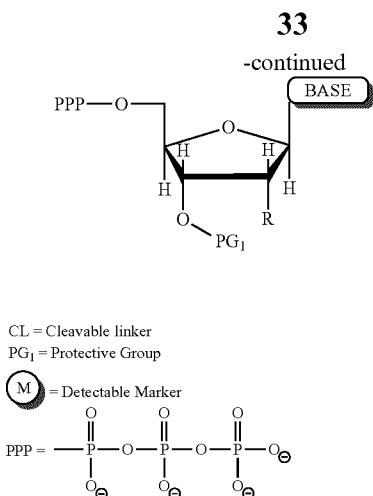 33
-continued
BASE
PPP—O
O
H H
H H
O R
PG₁
CL = Cleavable linker
PG₁ = Protective Group
M = Detectable Marker
O O O
PPP = —P—O—P—O—P—O⊖
O⊖ O⊖ O⊖